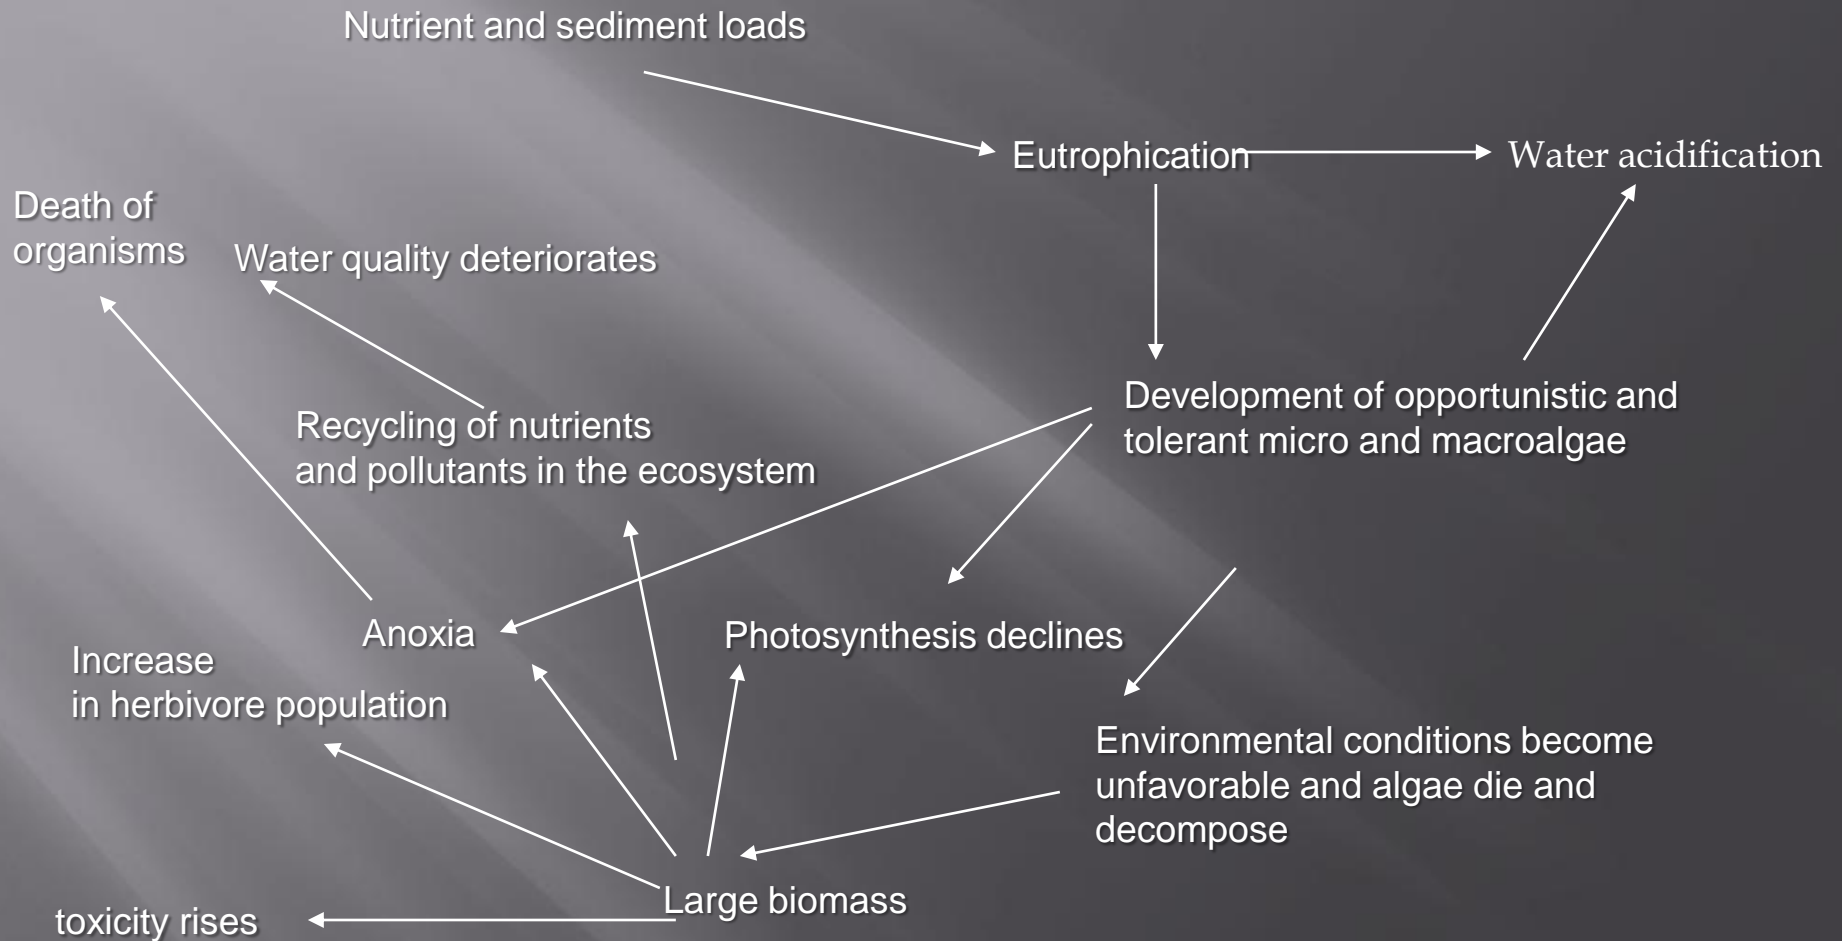 Nutrient and sediment loads
Eutrophication
Water acidification
Death of
organisms
Water quality deteriorates
Development of opportunistic and
tolerant micro and macroalgae
Recycling of nutrients
and pollutants in the ecosystem
Anoxia
Photosynthesis declines
Increase
in herbivore population
Environmental conditions become
unfavorable and algae die and
decompose
Large biomass
toxicity rises